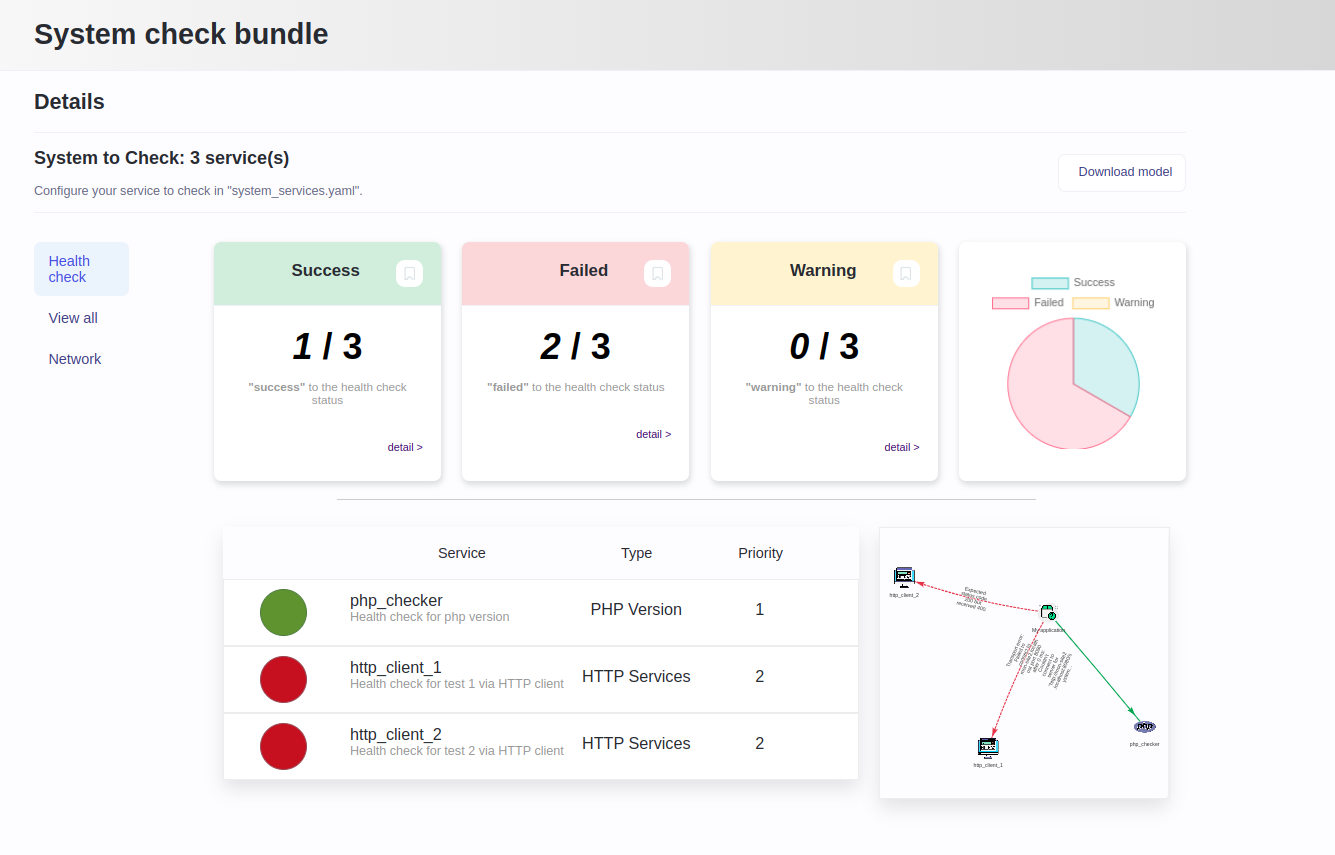 System check bundle
Details
System to Check: 3 service(s)
Configure your service to check in "system_services.yaml".
Download model
Health
check
View all
Network
Success
1 / 3
"success" to the health check
status
detail >
Failed
2 / 3
"failed" to the health check status
detail >
Warning
0 / 3
"warning" to the health check
status
detail >
Success
Failed
Warning
Service
Type
Priority
php_checker
Health check for php version
PHP Version
1
http_client_1
Health check for test 1 via HTTP client
HTTP Services
2
http_client_2
Health check for test 2 via HTTP client
HTTP Services
2
http_client_2
Expected
status code
My application
php_checker
http_client_1